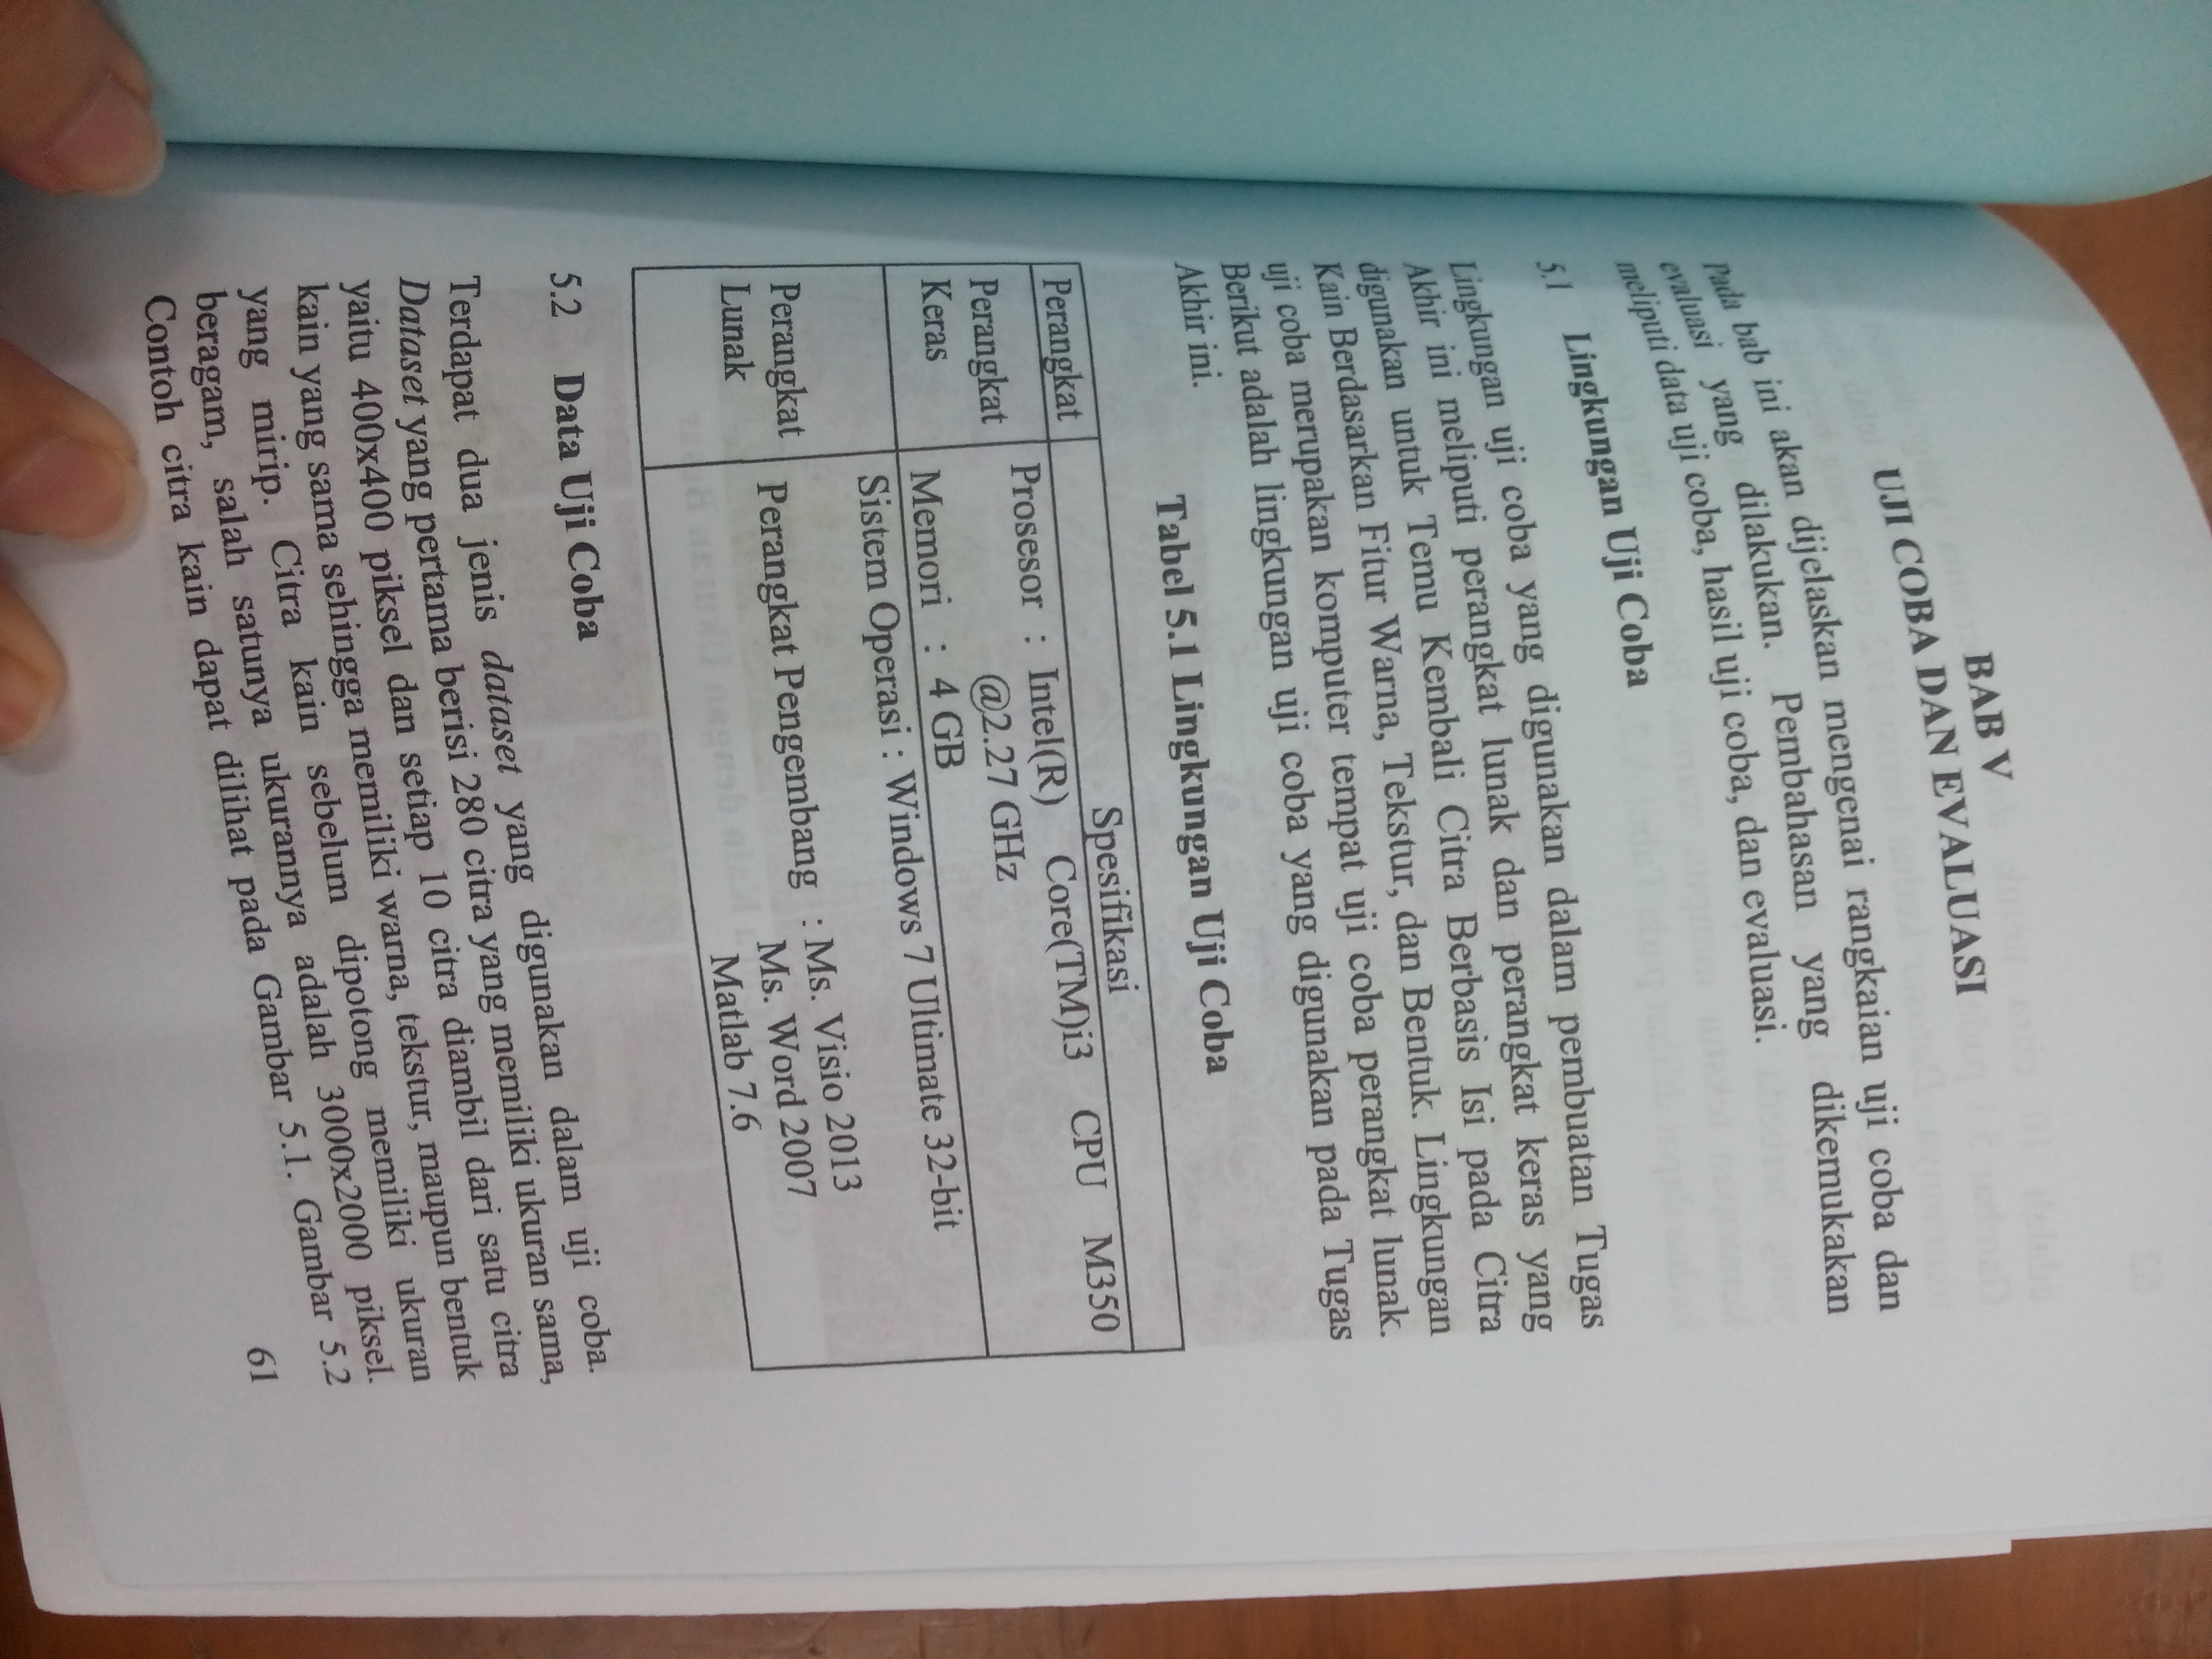 BAB V
UJI COBA DAN EVALUASI
Pada bab ini akan dijelaskan mengenai rangkaian uji coba dan
evaluasi yang dilakukan. Pembahasan yang dikemukakan
meliputi data uji coba, hasil uji coba, dan evaluasi.
5.1 Lingkungan Uji Coba
Lingkungan uji coba yang digunakan dalam pembuatan Tugas
Akhir ini meliputi perangkat lunak dan perangkat keras yang
digunakan untuk Temu Kembali Citra Berbasis Isi pada Citra
Kain Berdasarkan Fitur Warna, Tekstur, dan Bentuk. Lingkungan
uji coba merupakan komputer tempat uji coba perangkat lunak.
Berikut adalah lingkungan uji coba yang digunakan pada Tugas
Akhir ini.
Tabel 5.1 Lingkungan Uji Coba
Perangkat Spesifikasi
Perangkat Keras
Prosesor : Intel(R) Core(TM)i3 CPU M350
@2.27 GHz
Memori : 4 GB
Perangkat Lunak
Sistem Operasi : Windows 7 Ultimate 32-bit
Perangkat Pengembang : Ms. Visio 2013
Ms. Word 2007
Matlab 7.6
5.2 Data Uji Coba
Terdapat dua jenis dataset yang digunakan dalam uji coba.
Dataset yang pertama berisi 280 citra yang memiliki ukuran sama,
yaitu 400x400 piksel dan setiap 10 citra diambil dari satu citra
kain yang sama sehingga memiliki warna, tekstur, maupun bentuk
yang mirip. Citra kain sebelum dipotong memiliki ukuran
beragam, salah satunya ukurannya adalah 3000x2000 piksel.
Contoh citra kain dapat dilihat pada Gambar 5.1. Gambar 5.2
61